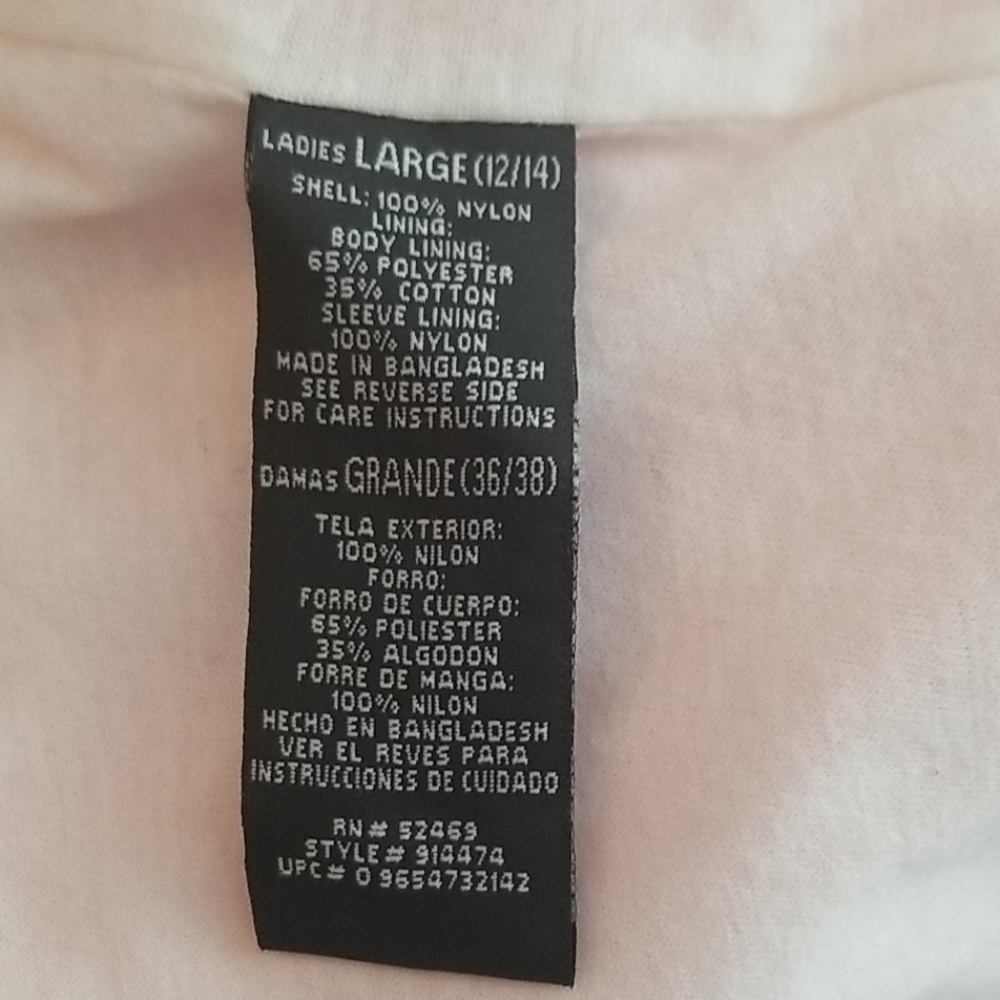 LADIES LARGE (12/14)
SHELL: 100% NYLON
LINING:
BODY LINING:
65% POLYESTER
35% COTTON
SLEEVE LINING:
100% NYLON
MADE IN BANGLADESH
SEE REVERSE SIDE
FOR CARE INSTRUCTIONS
DAMAS GRANDE (36/38)
TELA EXTERIOR:
100% NILON
FORRO:
FORRO DE CUERPO:
65% POLIESTER
35% ALGODON
FORRE DE MANGA:
100% NILON
HECHO EN BANGLADESH
VER EL REVES PARA
INSTRUCCIONES DE CUIDADO
RN# 52469
STYLE# 914474
UPC# 0 9654732142